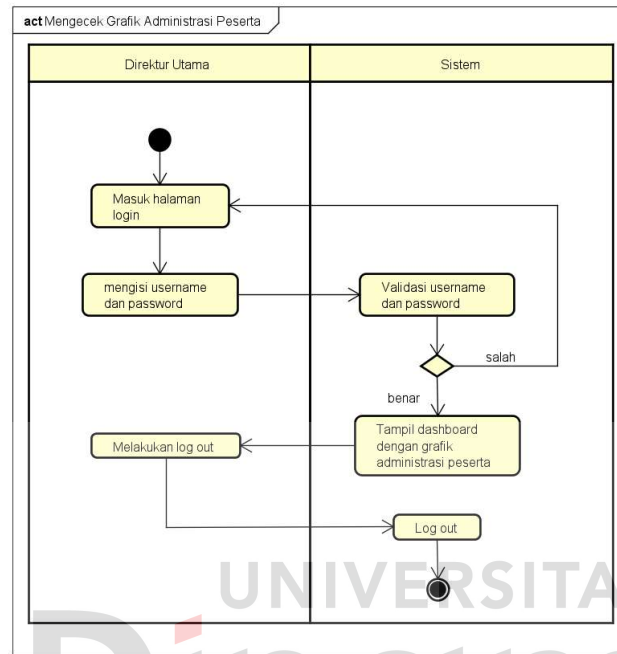 act Mengecek Grafik Administrasi Peserta
Direktur Utama
Sistem
Masuk halaman
login
mengisi username
dan password
Validasi username
dan password
salah
benar
Tampil dashboard
dengan grafik
administrasi peserta
Melakukan log out
Log out
UNIVERSITA